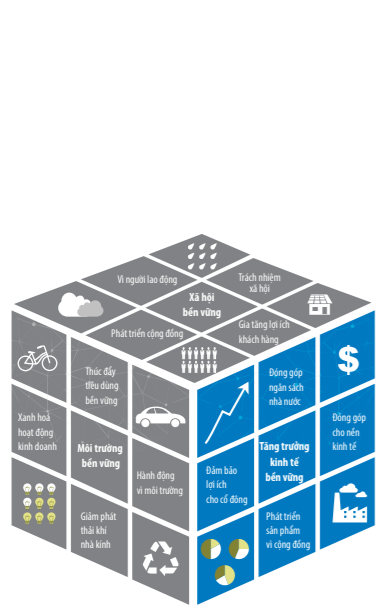 Vì người lao động
Trách nhiệm
xã hội
Xã hội
bền vững
Phát triển cộng đồng
Gia tăng lợi ích
khách hàng
Thúc đẩy
tiêu dùng
bền vững
Xanh hoá
hoạt động
kinh doanh
Môi trường
bền vững
Hành động
vì môi trường
Giảm phát
thải khí
nhà kính
$
Đóng góp
ngân sách
nhà nước
Đóng góp
cho nền
kinh tế
Tăng trưởng
kinh tế
bền vững
Đảm bảo
lợi ích
cho cổ đông
Phát triển
sản phẩm
vì cộng đồng